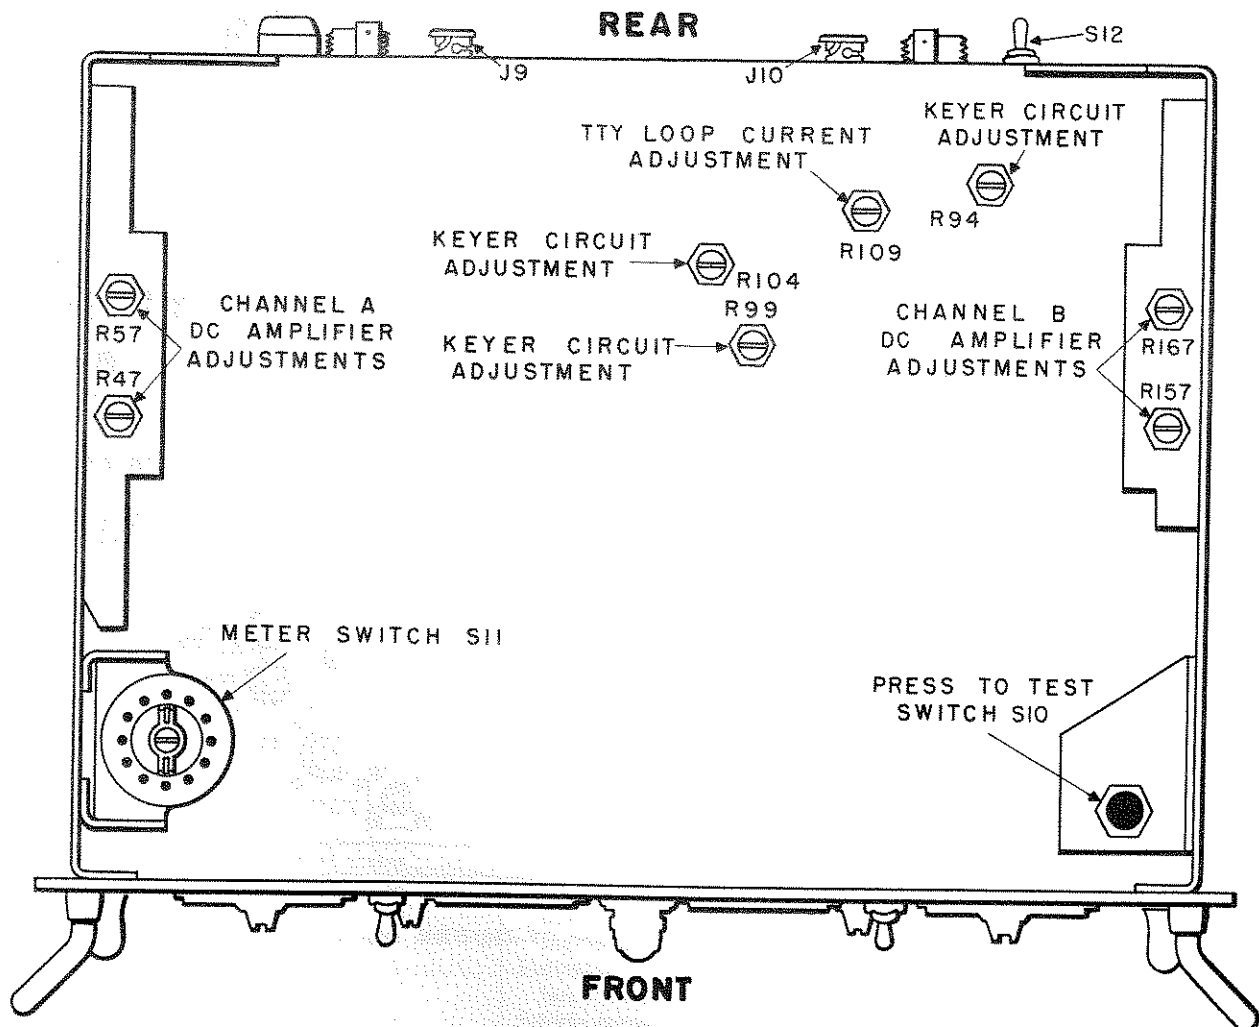 REAR
S12
J9
J10
KEYER CIRCUIT
ADJUSTMENT
TTY LOOP CURRENT
ADJUSTMENT
R94
R109
KEYER CIRCUIT
ADJUSTMENT
R104
R99
KEYER CIRCUIT
ADJUSTMENT
CHANNEL A
DC AMPLIFIER
ADJUSTMENTS
R57
R47
CHANNEL B
DC AMPLIFIER
ADJUSTMENTS
R167
R157
METER SWITCH S11
PRESS TO TEST
SWITCH S10
FRONT